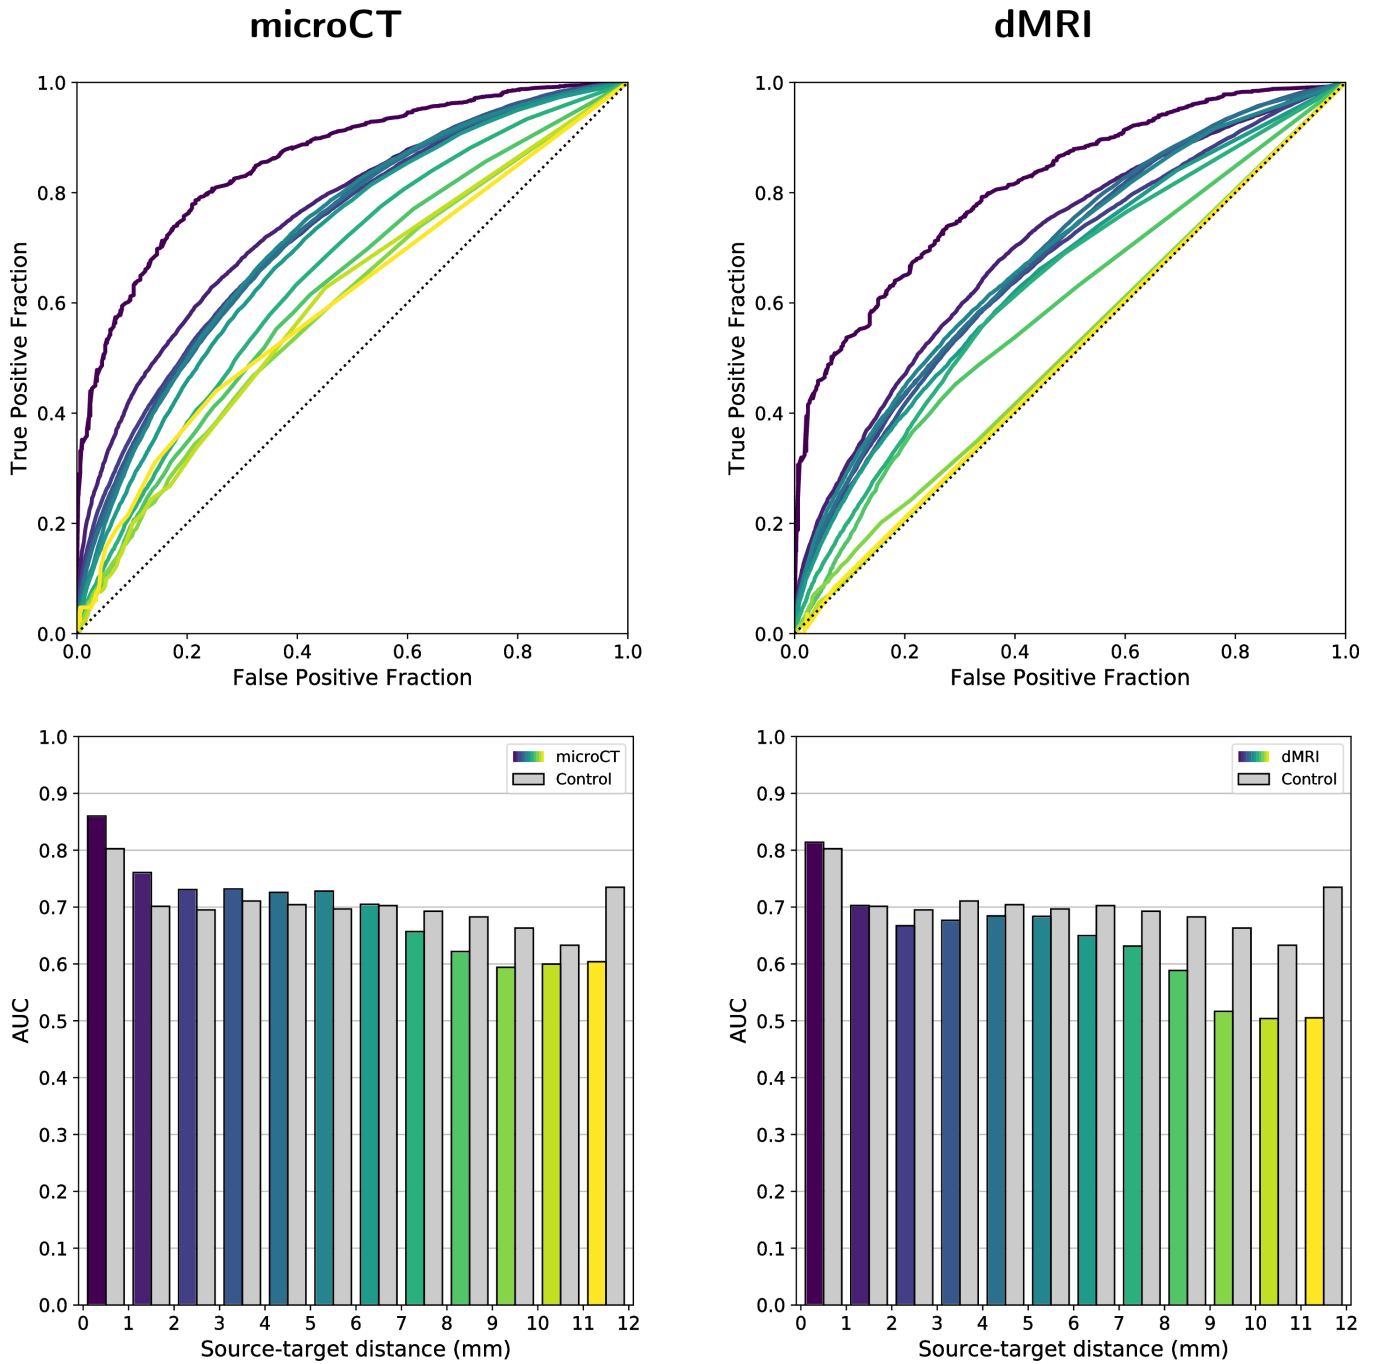 microCT
dMRI
1.0
0.8
0.6
0.4
0.2
0.0
True Positive Fraction
0.0 0.2 0.4 0.6 0.8 1.0
False Positive Fraction
1.0
0.8
0.6
0.4
0.2
0.0
True Positive Fraction
0.0 0.2 0.4 0.6 0.8 1.0
False Positive Fraction
1.0
0.9
0.8
0.7
0.6
0.5
0.4
0.3
0.2
0.1
0.0
AUC
microCT
Control
0 1 2 3 4 5 6 7 8 9 10 11 12
Source-target distance (mm)
1.0
0.9
0.8
0.7
0.6
0.5
0.4
0.3
0.2
0.1
0.0
AUC
dMRI
Control
0 1 2 3 4 5 6 7 8 9 10 11 12
Source-target distance (mm)